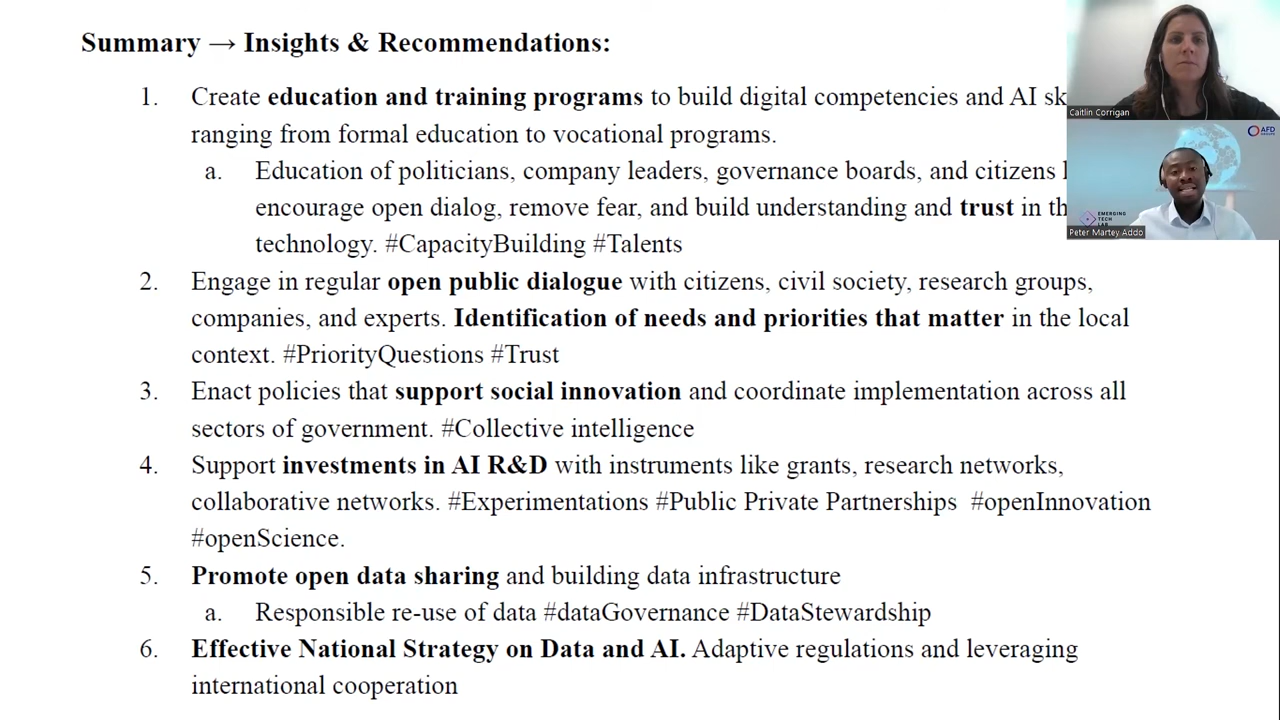 Summary → Insights & Recommendations:
1. Create education and training programs to build digital competencies and AI
ranging from formal education to vocational programs.
a. Education of politicians, company leaders, governance boards, and citizens
encourage open dialog, remove fear, and build understanding and trust in
technology. #CapacityBuilding #Talents
2. Engage in regular open public dialogue with citizens, civil society, research groups,
companies, and experts. Identification of needs and priorities that matter in the local
context. #PriorityQuestions #Trust
3. Enact policies that support social innovation and coordinate implementation across all
sectors of government. #Collective intelligence
4. Support investments in AI R&D with instruments like grants, research networks,
collaborative networks. #Experimentations #Public Private Partnerships #openInnovation
#openScience.
5. Promote open data sharing and building data infrastructure
a. Responsible re-use of data #dataGovernance #DataStewardship
6. Effective National Strategy on Data and AI. Adaptive regulations and leveraging
international cooperation
Caitlin Corrigan
AFD
EMERGING
TECH
LAB
Peter Martey Addo